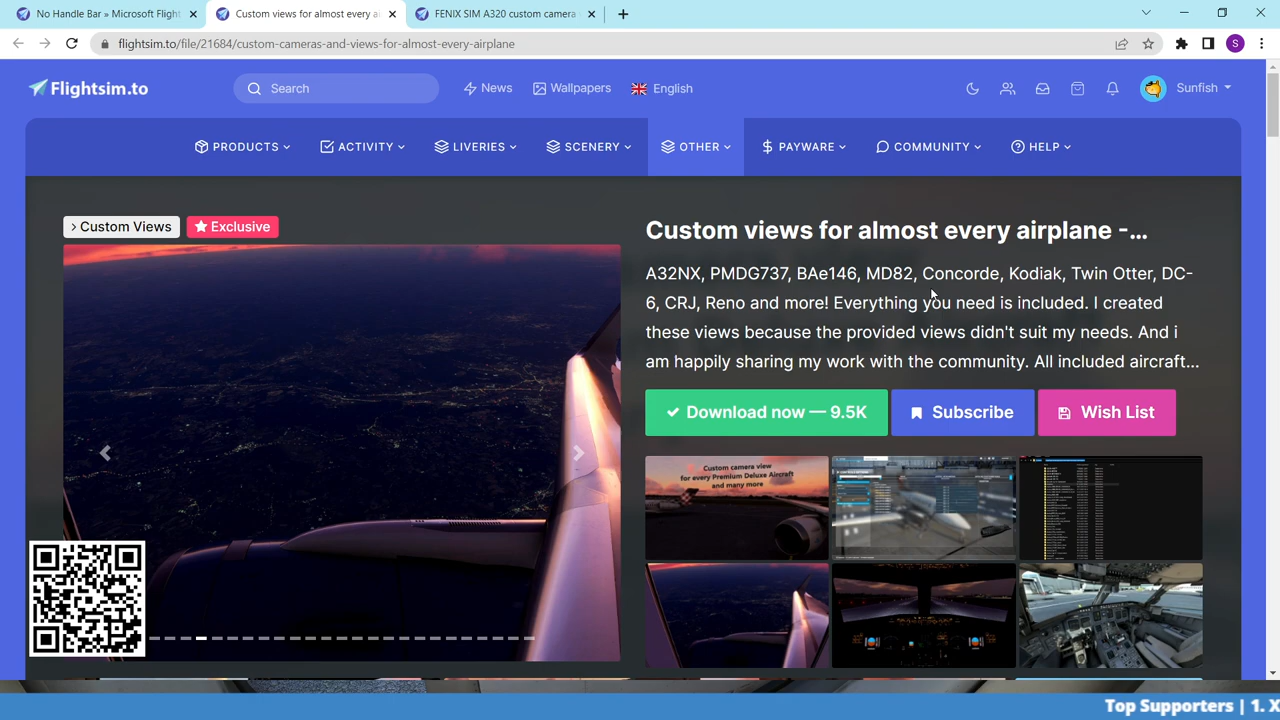 No Handle Bar » Microsoft Flight
Custom views for almost every ai
FENIX SIM A320 custom camera
flightsim.to/file/21684/custom-cameras-and-views-for-almost-every-airplane
S
Flightsim.to
Search
News
Wallpapers
English
Sunfish
PRODUCTS
ACTIVITY
LIVERIES
SCENERY
OTHER
PAYWARE
COMMUNITY
HELP
Custom Views
Exclusive
Custom views for almost every airplane -...
A32NX, PMDG737, BAe146, MD82, Concorde, Kodiak, Twin Otter, DC-
6, CRJ, Reno and more! Everything you need is included. I created
these views because the provided views didn't suit my needs. And i
am happily sharing my work with the community. All included aircraft...
Download now — 9.5K
Subscribe
Wish List
Custom camera view
for every Premium Deluxe Aircraft
and many more
Top Supporters | 1. X